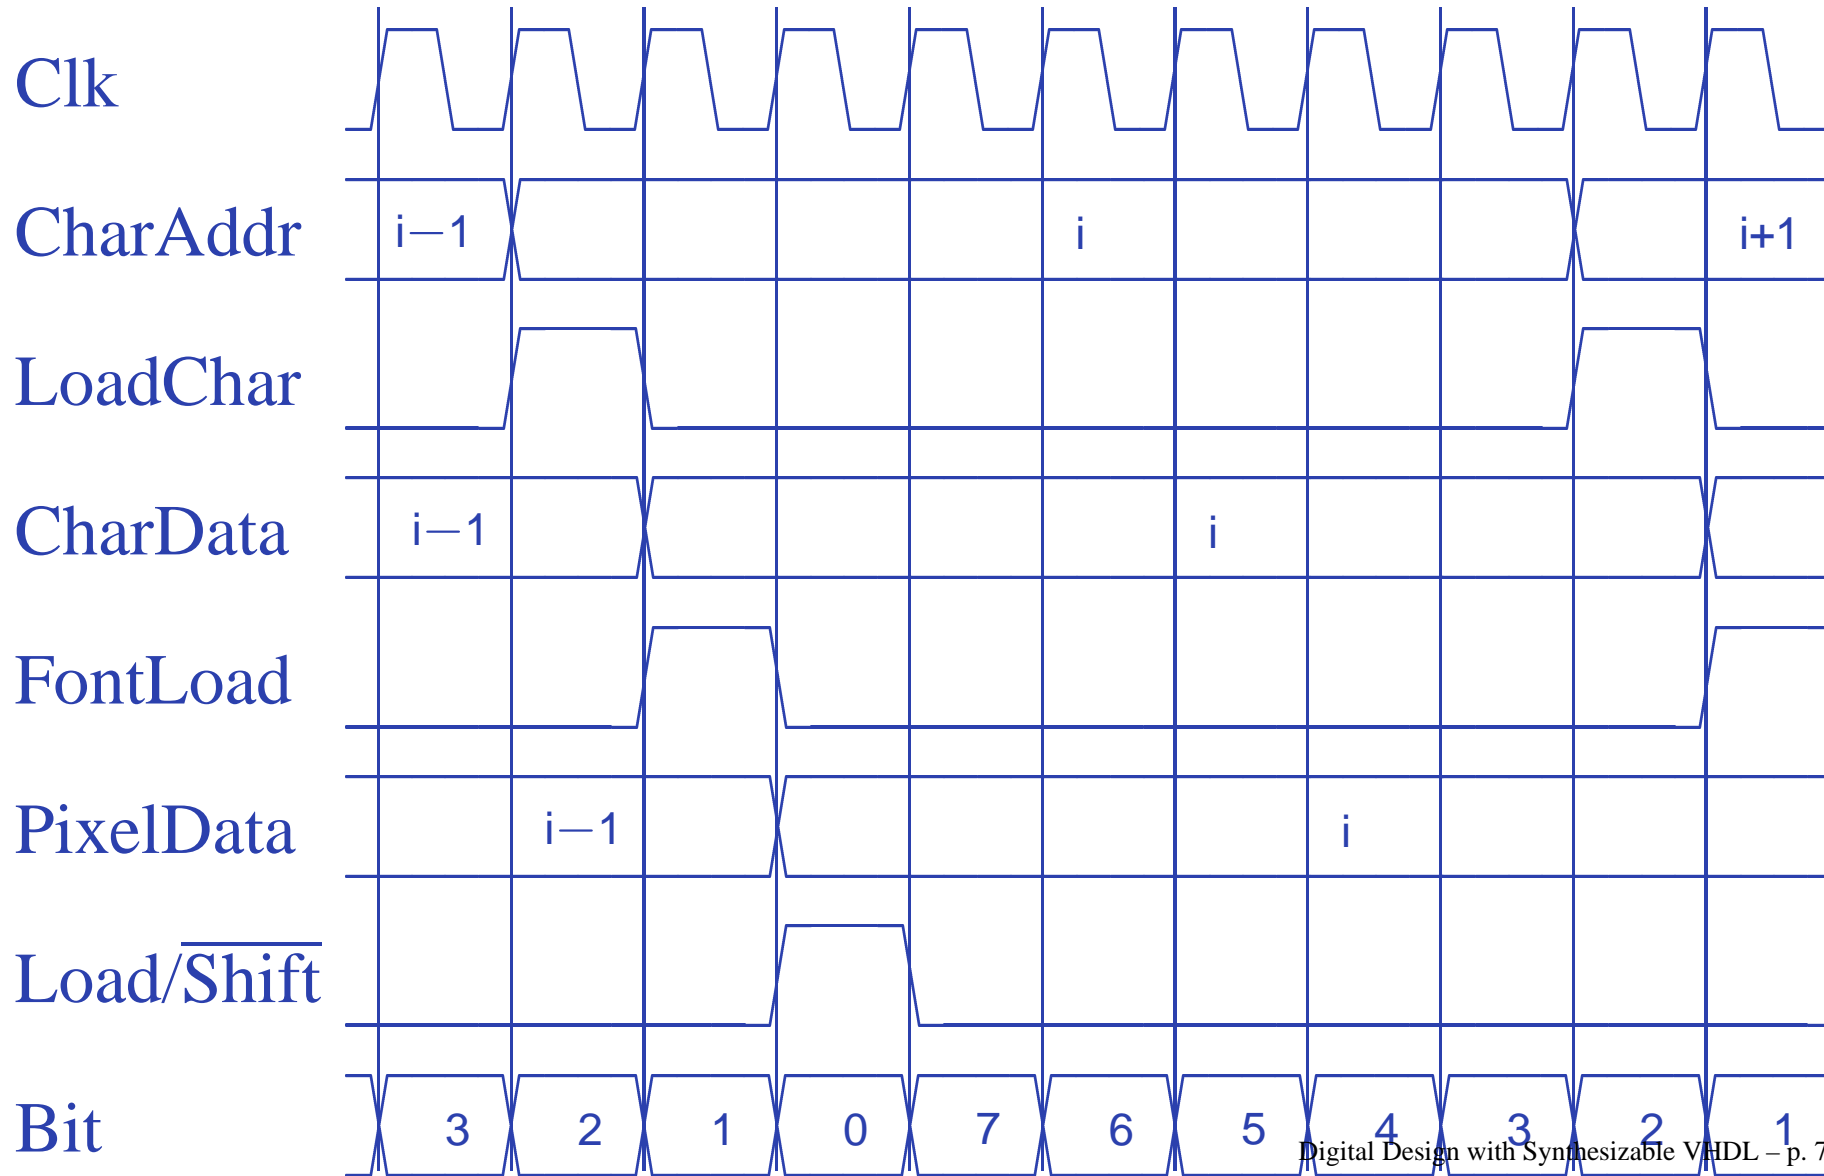 Clk
CharAddr i−1 i i+1
LoadChar
CharData i−1 i
FontLoad
PixelData i−1 i
Load/Shift
Bit 3 2 1 0 7 6 5 4 3 2 1
Digital Design with Synthesizable VHDL – p. 7